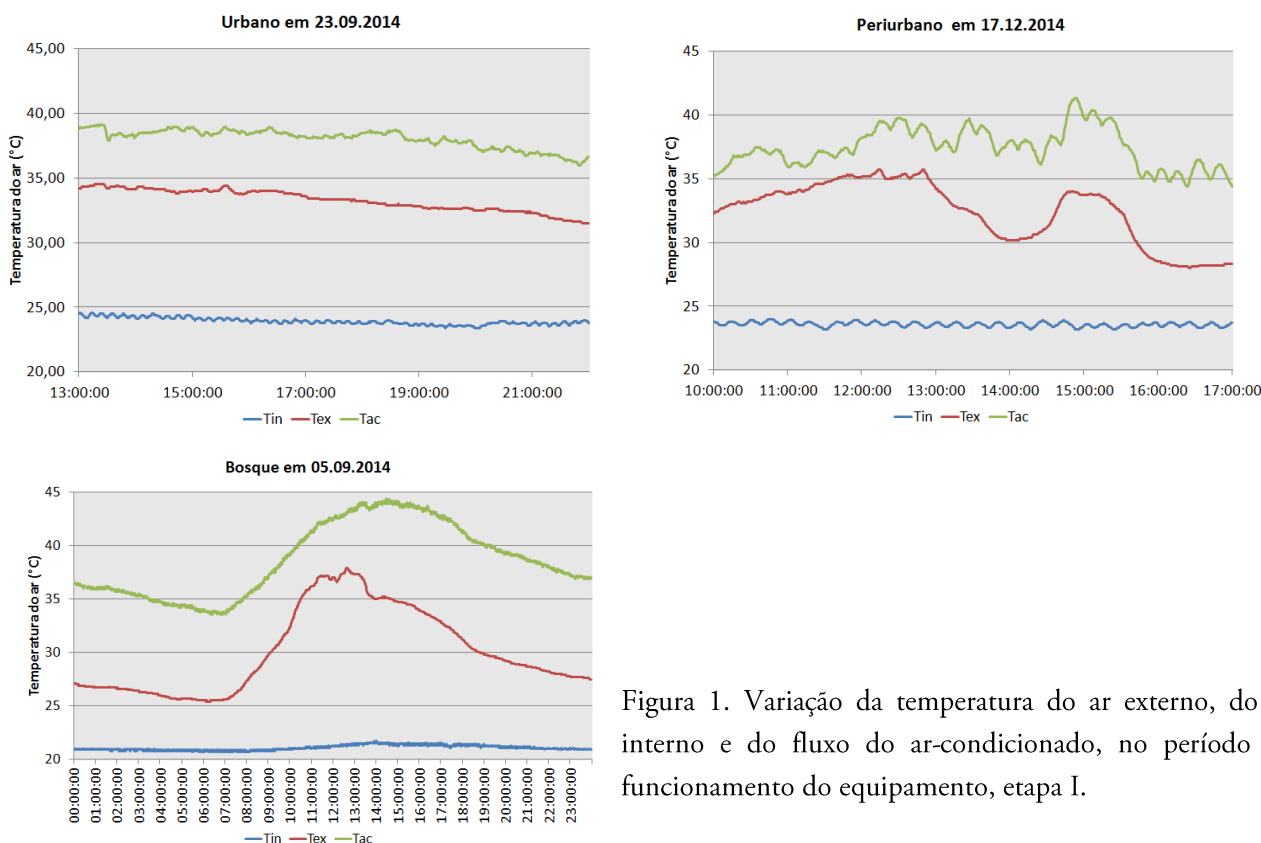 Urbano em 23.09.2014
45,00
40,00
35,00
30,00
25,00
20,00
Temperatura do ar (°C)
13:00:00 15:00:00 17:00:00 19:00:00 21:00:00
Tin Tex Tac
Periurbano em 17.12.2014
45
40
35
30
25
20
Temperatura do ar (°C)
10:00:00 11:00:00 12:00:00 13:00:00 14:00:00 15:00:00 16:00:00 17:00:00
Tin Tex Tac
Bosque em 05.09.2014
45
40
35
30
25
20
Temperatura do ar (°C)
00:00:00 01:00:00 02:00:00 03:00:00 04:00:00 05:00:00 06:00:00 07:00:00 08:00:00 09:00:00 10:00:00 11:00:00 12:00:00 13:00:00 14:00:00 15:00:00 16:00:00 17:00:00 18:00:00 19:00:00 20:00:00 21:00:00 22:00:00 23:00:00
Tin Tex Tac
Figura 1. Variação da temperatura do ar externo, do
interno e do fluxo do ar-condicionado, no período
funcionamento do equipamento, etapa I.